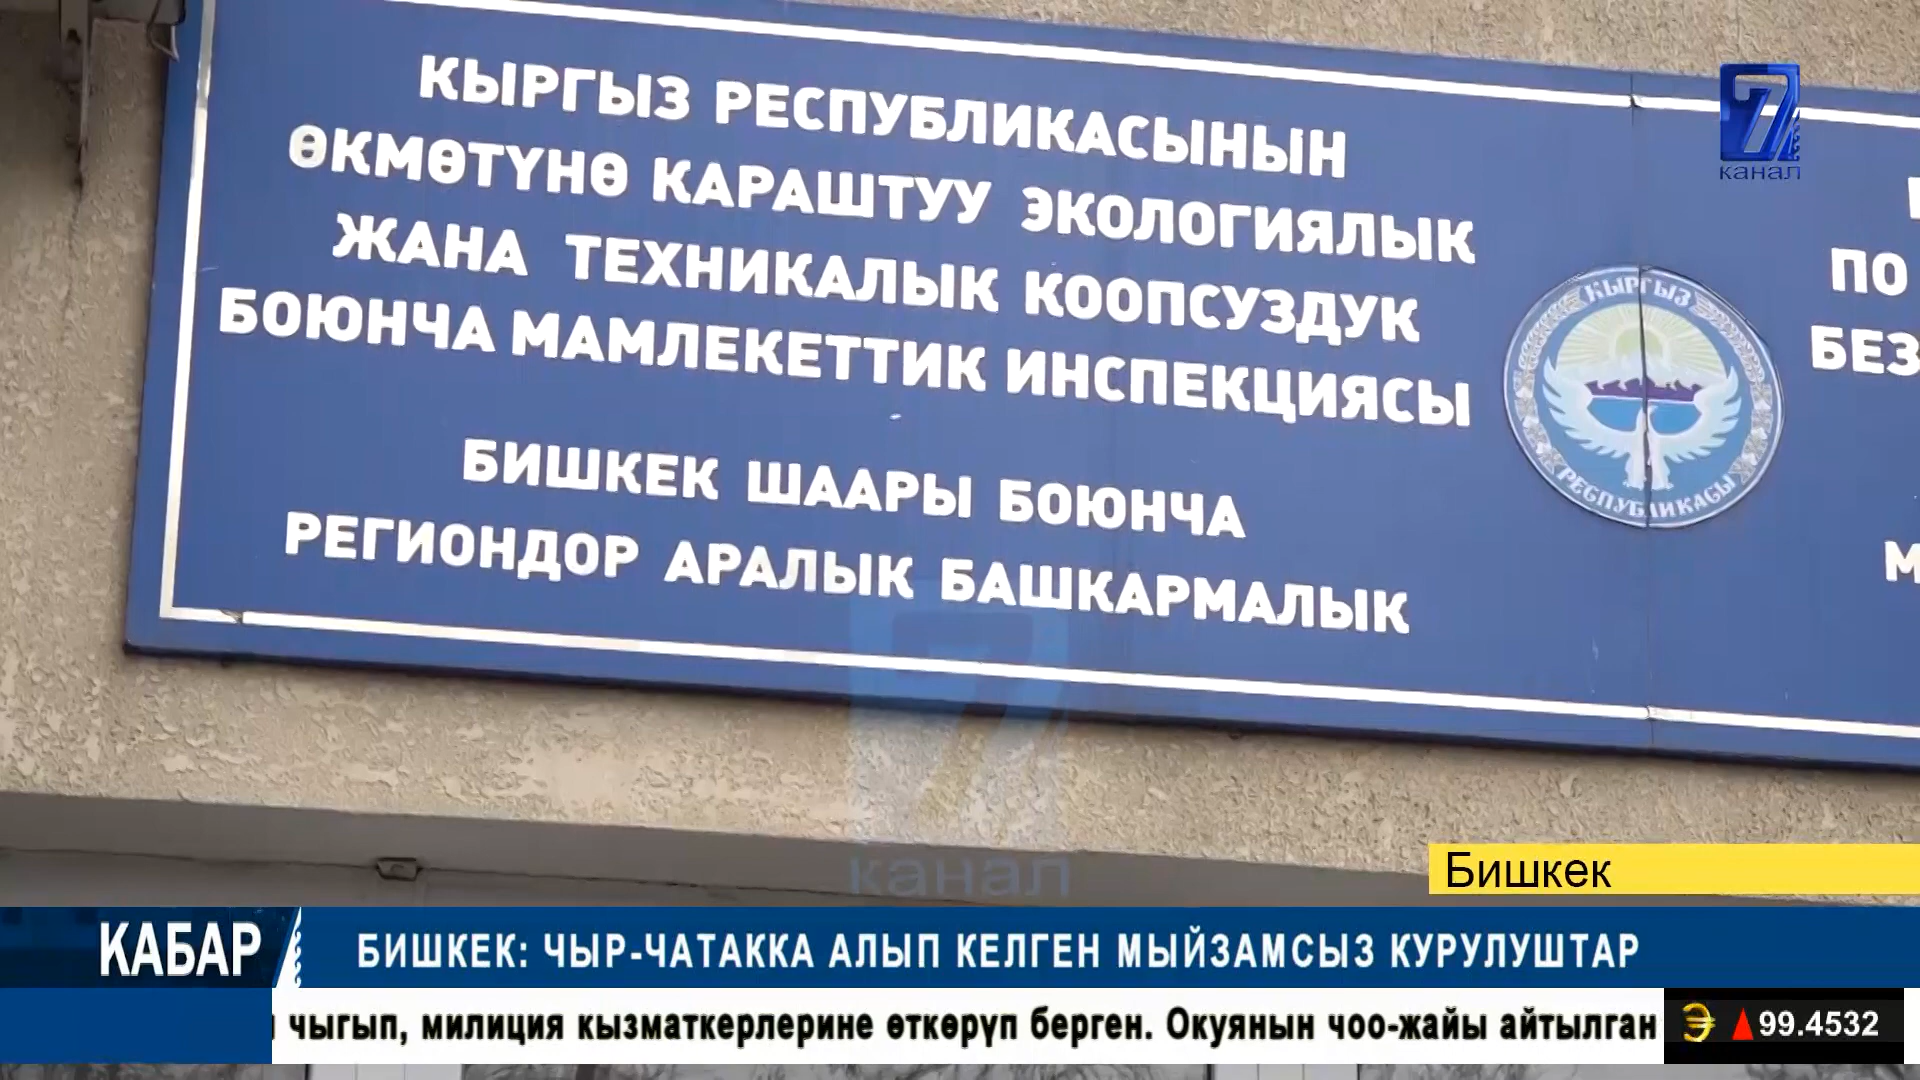 КЫРГЫЗ РЕСПУБЛИКАСЫНЫН
ӨКМӨТҮНӨ КАРАШТУУ ЭКОЛОГИЯЛЫК
ЖАНА ТЕХНИКАЛЫК КООПСУЗДУК
БОЮНЧА МАМЛЕКЕТТИК ИНСПЕКЦИЯСЫ
БИШКЕК ШААРЫ БОЮНЧА
РЕГИОНДОР АРАЛЫК БАШКАРМАЛЫК
КЫРГЫЗ
РЕСПУБЛИКАСЫ
ПО
БЕЗ
М
7
канал
канал
Бишкек
КАБАР
БИШКЕК: ЧЫР-ЧАТАККА АЛЫП КЕЛГЕН МЫЙЗАМСЫЗ КУРУЛУШТАР
чыгып, милиция кызматкерлерине өткөрүп берген. Окуянын чоо-жайы айтылган
Э ▲99.4532